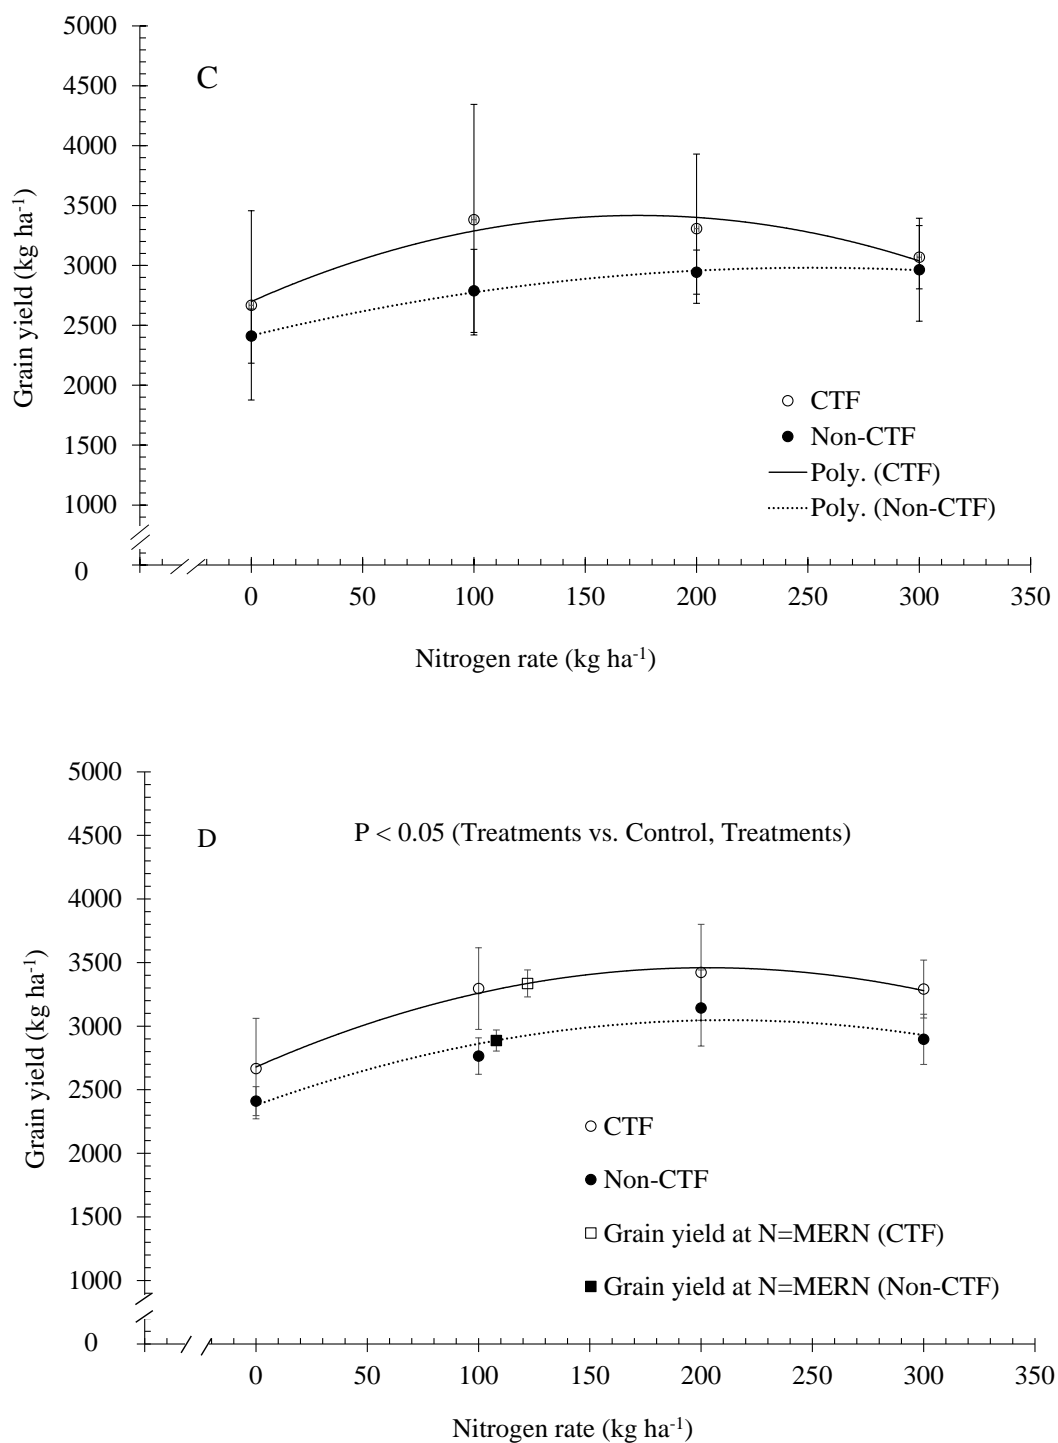 5000
4500
4000
3500
3000
2500
2000
1500
1000
0
Grain yield (kg ha-1)
C
CTF
Non-CTF
Poly. (CTF)
Poly. (Non-CTF)
0 50 100 150 200 250 300 350
Nitrogen rate (kg ha-1)
5000
4500
4000
3500
3000
2500
2000
1500
1000
0
Grain yield (kg ha-1)
D
P < 0.05 (Treatments vs. Control, Treatments)
CTF
Non-CTF
Grain yield at N=MERN (CTF)
Grain yield at N=MERN (Non-CTF)
0 50 100 150 200 250 300 350
Nitrogen rate (kg ha-1)